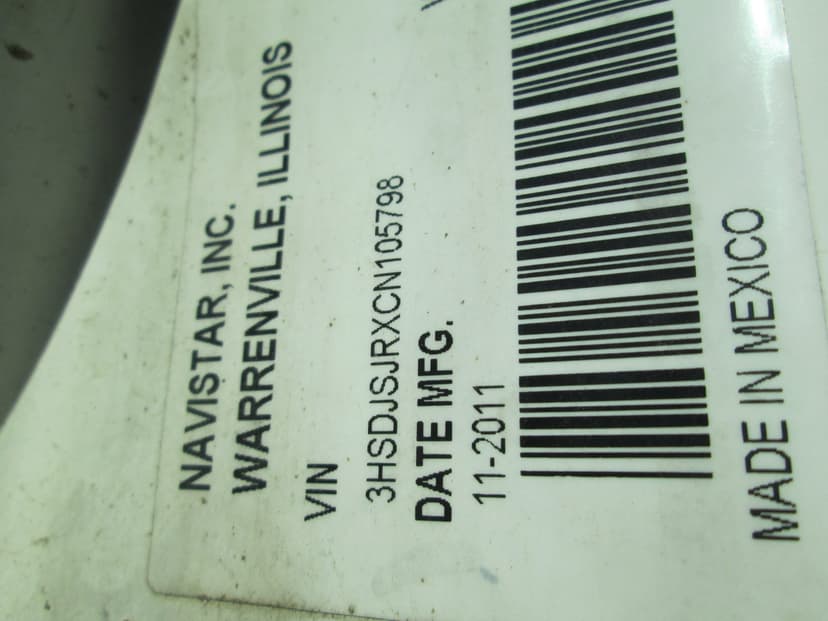 NAVISTAR, INC.
WARRENVILLE, ILLINOIS
VIN
3HSDJSJRXCN105798
DATE MFG.
11-2011
MADE IN MEXICO